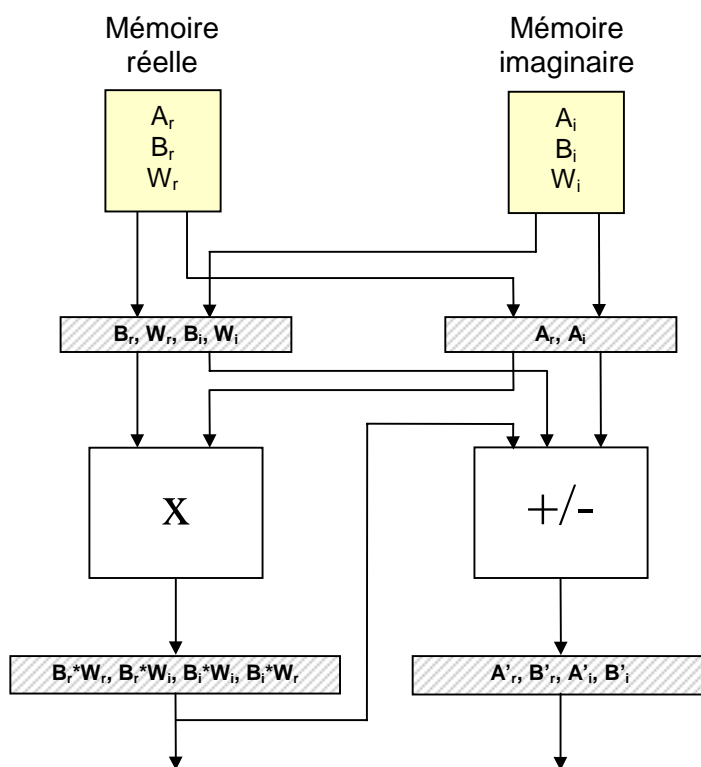 Mémoire
réelle
Mémoire
imaginaire
Aᵣ
Bᵣ
Wᵣ
Aᵢ
Bᵢ
Wᵢ
Bᵣ, Wᵣ, Bᵢ, Wᵢ
Aᵣ, Aᵢ
X
+/-
Bᵣ*Wᵣ, Bᵣ*Wᵢ, Bᵢ*Wᵢ, Bᵢ*Wᵣ
A’ᵣ, B’ᵣ, A’ᵢ, B’ᵢ